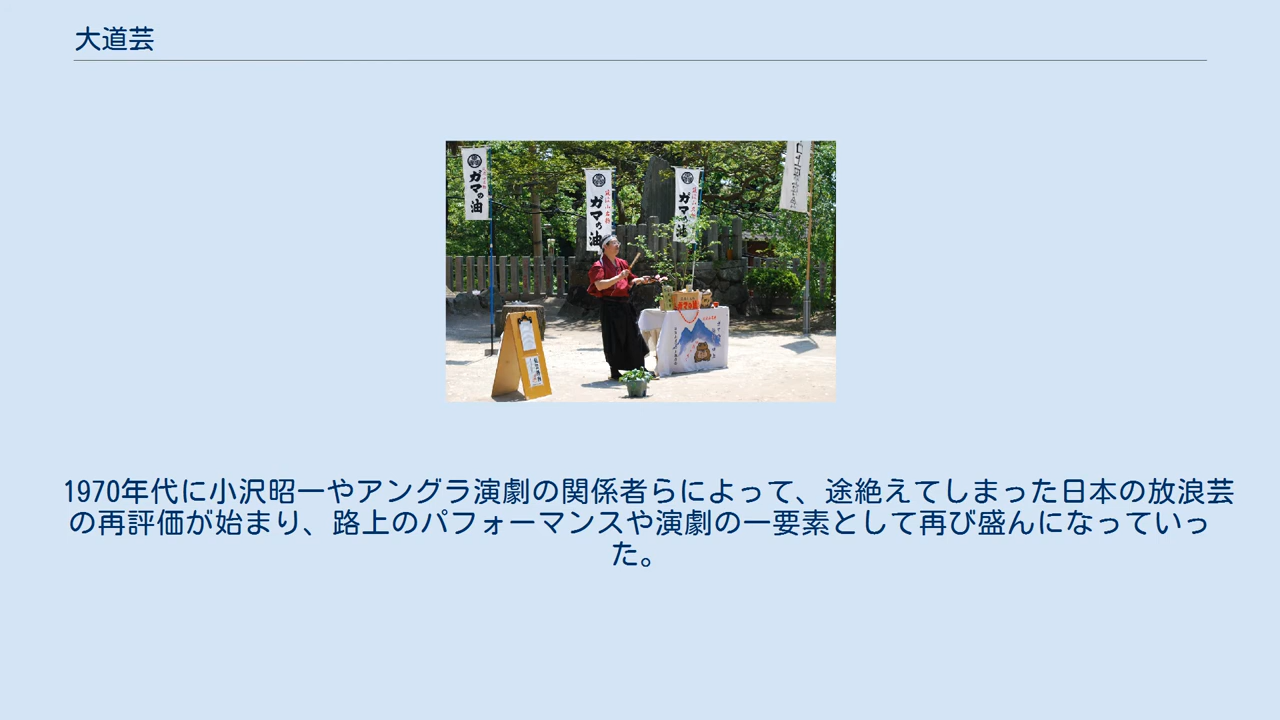 大道芸
ガマの油
ガマの油
ガマの油
1970年代に小沢昭一やアングラ演劇の関係者らによって、途絶えてしまった日本の放浪芸
の再評価が始まり、路上のパフォーマンスや演劇の一要素として再び盛んになっていっ
た。